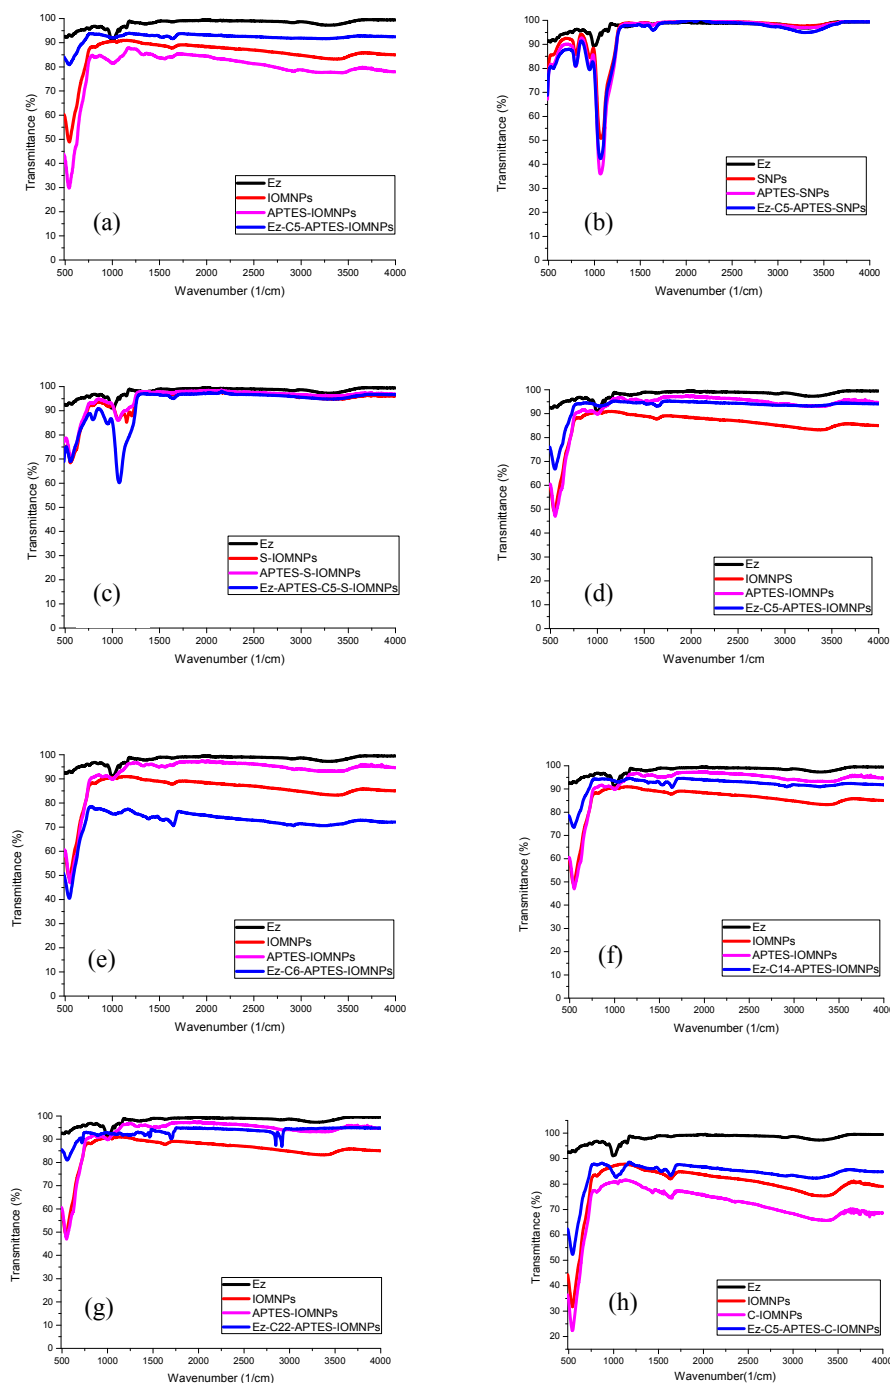 100
90
80
70
60
50
40
30
20
10
0
Transmittance (%)
Ez
IOMNPs
APTES-IOMNPs
Ez-C5-APTES-IOMNPs
(a)
500 1000 1500 2000 2500 3000 3500 4000
Wavenumber (1/cm)
100
90
80
70
60
50
40
30
20
10
0
Transmittance (%)
Ez
SNPs
APTES-SNPs
Ez-C5-APTES-SNPs
(b)
500 1000 1500 2000 2500 3000 3500 4000
Wavenumber (1/cm)
100
90
80
70
60
50
40
30
20
10
0
Transmittance (%)
Ez
S-IOMNPs
APTES-S-IOMNPs
Ez-APTES-C5-S-IOMNPs
(c)
500 1000 1500 2000 2500 3000 3500 4000
Wavenumber (1/cm)
100
90
80
70
60
50
40
30
20
10
0
Transmittance (%)
Ez
IOMNPS
APTES-IOMNPs
Ez-C5-APTES-IOMNPs
(d)
500 1000 1500 2000 2500 3000 3500 4000
Wavenumber 1/cm
100
90
80
70
60
50
40
30
20
10
0
Transmittance (%)
Ez
IOMNPs
APTES-IOMNPs
Ez-C6-APTES-IOMNPs
(e)
500 1000 1500 2000 2500 3000 3500 4000
Wavenumber (1/cm)
100
90
80
70
60
50
40
30
20
10
0
Transmittance (%)
Ez
IOMNPs
APTES-IOMNPs
Ez-C14-APTES-IOMNPs
(f)
500 1000 1500 2000 2500 3000 3500 4000
Wavenumber (1/cm)
100
90
80
70
60
50
40
30
20
10
0
Transmittance (%)
Ez
IOMNPs
APTES-IOMNPs
Ez-C22-APTES-IOMNPs
(g)
500 1000 1500 2000 2500 3000 3500 4000
Wavenumber (1/cm)
100
90
80
70
60
50
40
30
20
Transmittance (%)
Ez
IOMNPs
C-IOMNPs
Ez-C5-APTES-C-IOMNPs
(h)
500 1000 1500 2000 2500 3000 3500 4000
Wavenumber(1/cm)